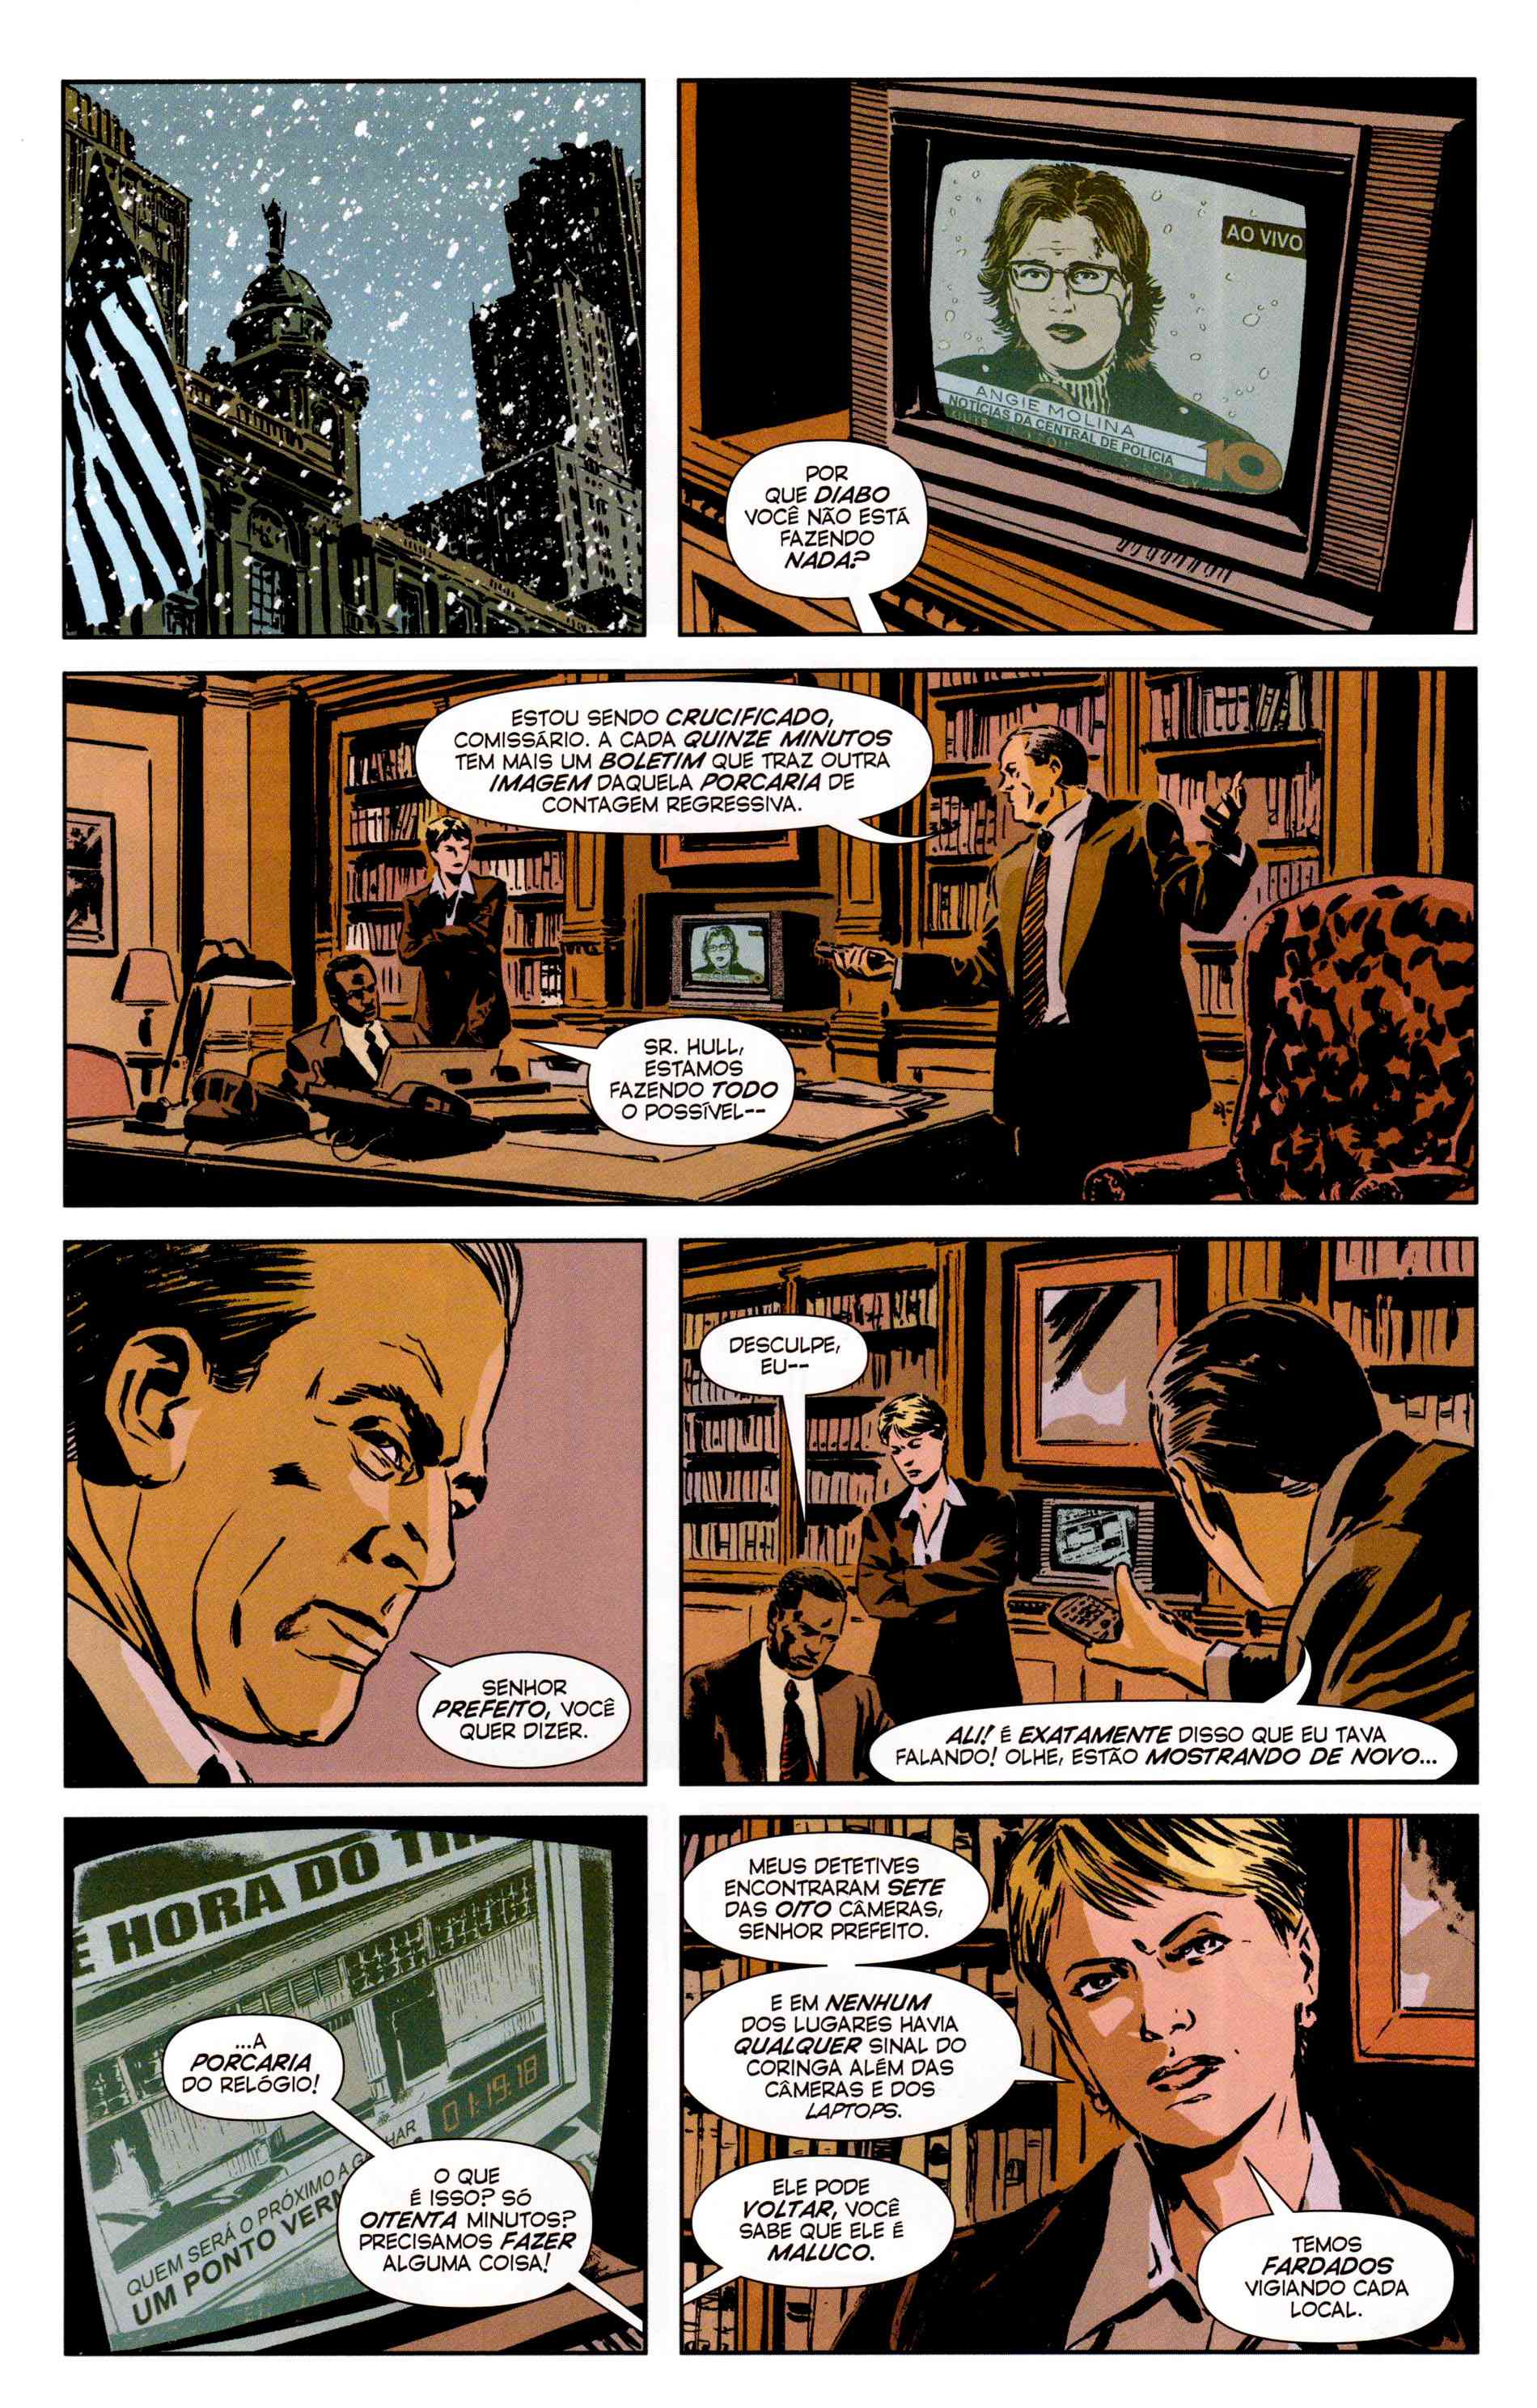 AO VIVO
ANGIE MOLINA
NOTÍCIAS DA CENTRAL DE POLÍCIA
10
POR
QUE DIABO
VOCÊ NÃO ESTÁ
FAZENDO
NADA?
ESTOU SENDO CRUCIFICADO,
COMISSÁRIO. A CADA QUINZE MINUTOS
TEM MAIS UM BOLETIM QUE TRAZ OUTRA
IMAGEM DAQUELA PORCARIA DE
CONTAGEM REGRESSIVA.
SR. HULL,
ESTAMOS
FAZENDO TODO
O POSSÍVEL--
SENHOR
PREFEITO, VOCÊ
QUER DIZER.
DESCULPE,
EU--
ALI! É EXATAMENTE DISSO QUE EU TAVA
FALANDO! OLHE, ESTÃO MOSTRANDO DE NOVO...
É HORA DO
...A
PORCARIA
DO RELÓGIO!
01:19:18
QUEM SERÁ O PRÓXIMO A
UM PONTO
O QUE
É ISSO? SÓ
OITENTA MINUTOS?
PRECISAMOS FAZER
ALGUMA COISA!
MEUS DETETIVES
ENCONTRARAM SETE
DAS OITO CÂMERAS,
SENHOR PREFEITO.
E EM NENHUM
DOS LUGARES HAVIA
QUALQUER SINAL DO
CORINGA ALÉM DAS
CÂMERAS E DOS
LAPTOPS.
ELE PODE
VOLTAR, VOCÊ
SABE QUE ELE É
MALUCO.
TEMOS
FARDADOS
VIGIANDO CADA
LOCAL.